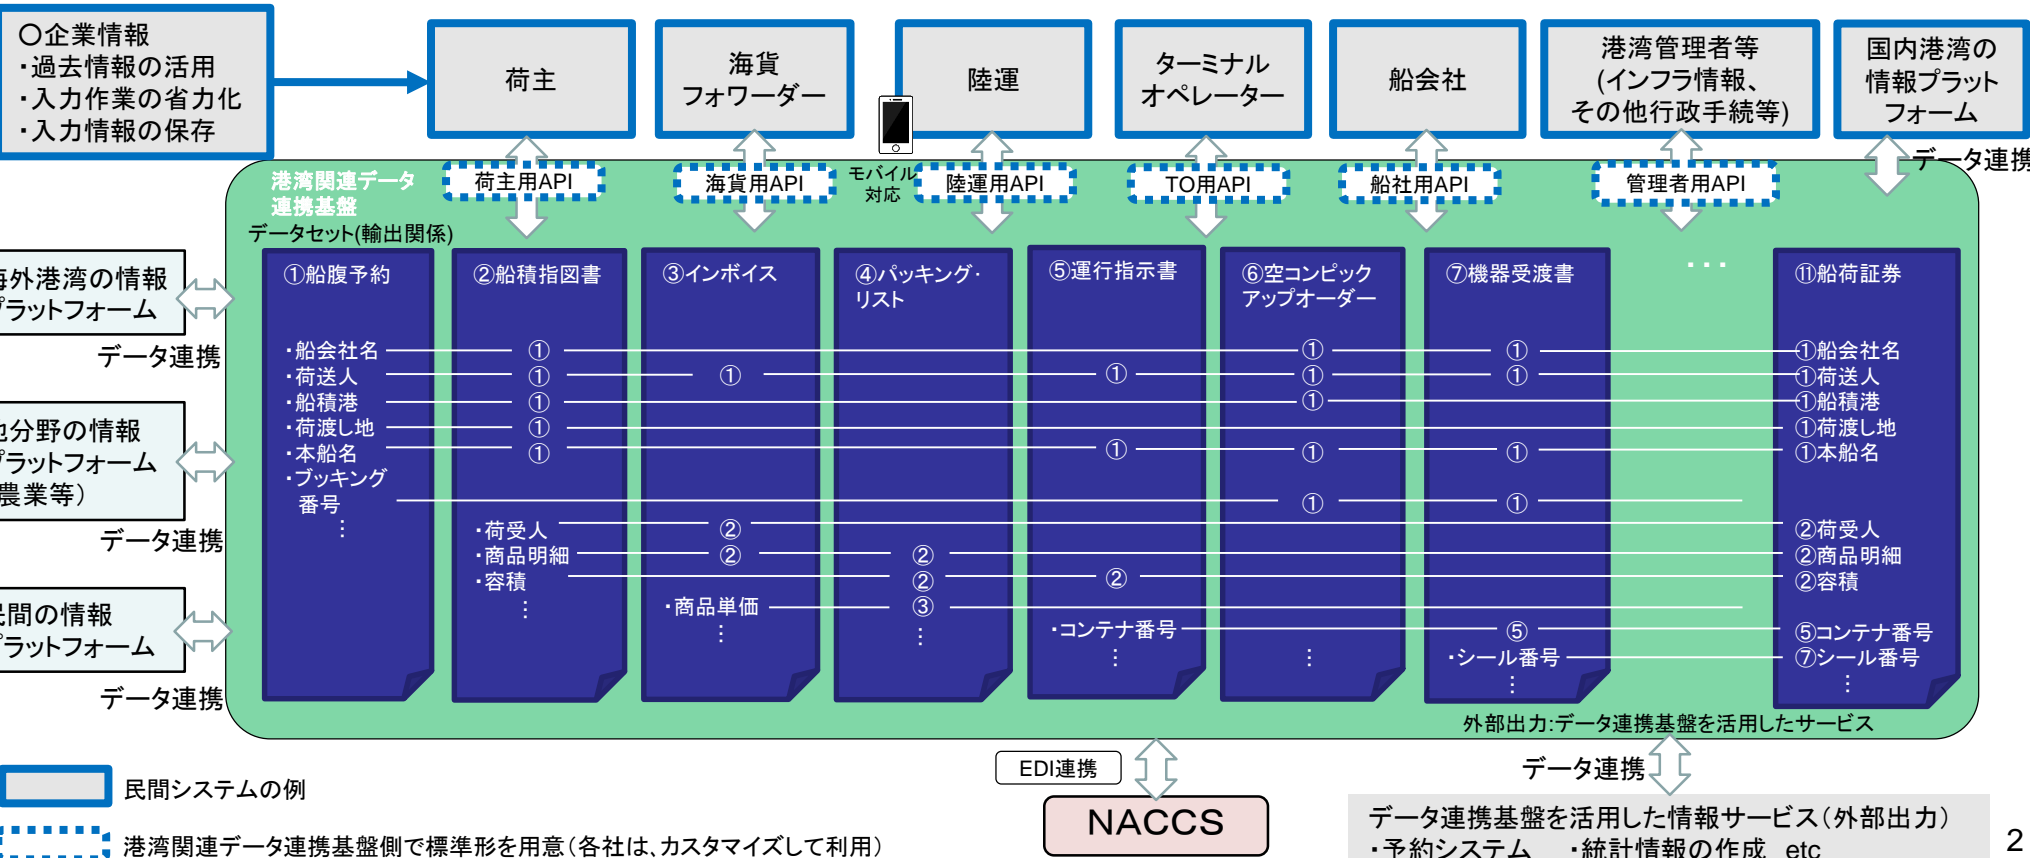 〇企業情報
・過去情報の活用
・入力作業の省力化
・入力情報の保存
荷主
海貨
フォワーダー
陸運
ターミナル
オペレーター
船会社
港湾管理者等
(インフラ情報、
その他行政手続等)
国内港湾の
情報プラット
フォーム
荷主用API
海貨用API
モバイル
対応
陸運用API
TO用API
船社用API
管理者用API
データ連携
港湾関連データ
連携基盤
データセット(輸出関係)
海外港湾の情報
プラットフォーム
データ連携
他分野の情報
プラットフォーム
農業等）
データ連携
民間の情報
プラットフォーム
データ連携
①船腹予約
②船積指図書
③インボイス
④パッキング・
リスト
⑤運行指示書
⑥空コンピック
アップオーダー
⑦機器受渡書
・・・
⑪船荷証券
・船会社名 ① ① ① ①船会社名
・荷送人 ① ① ① ① ① ①荷送人
・船積港 ① ① ①船積港
・荷渡し地 ① ①荷渡し地
・本船名 ① ① ① ① ①本船名
・ブッキング
番号 ① ①
⋮
・荷受人 ② ②荷受人
・商品明細 ② ② ②商品明細
・容積 ② ② ②容積
⋮
・商品単価 ③
⋮ ⋮
・コンテナ番号 ⑤ ⑤コンテナ番号
⋮ ⋮
・シール番号 ⑦シール番号
⋮ ⋮
外部出力:データ連携基盤を活用したサービス
EDI連携
NACCS
データ連携
データ連携基盤を活用した情報サービス（外部出力）
・予約システム ・統計情報の作成 etc
民間システムの例
港湾関連データ連携基盤側で標準形を用意（各社は、カスタマイズして利用）
2